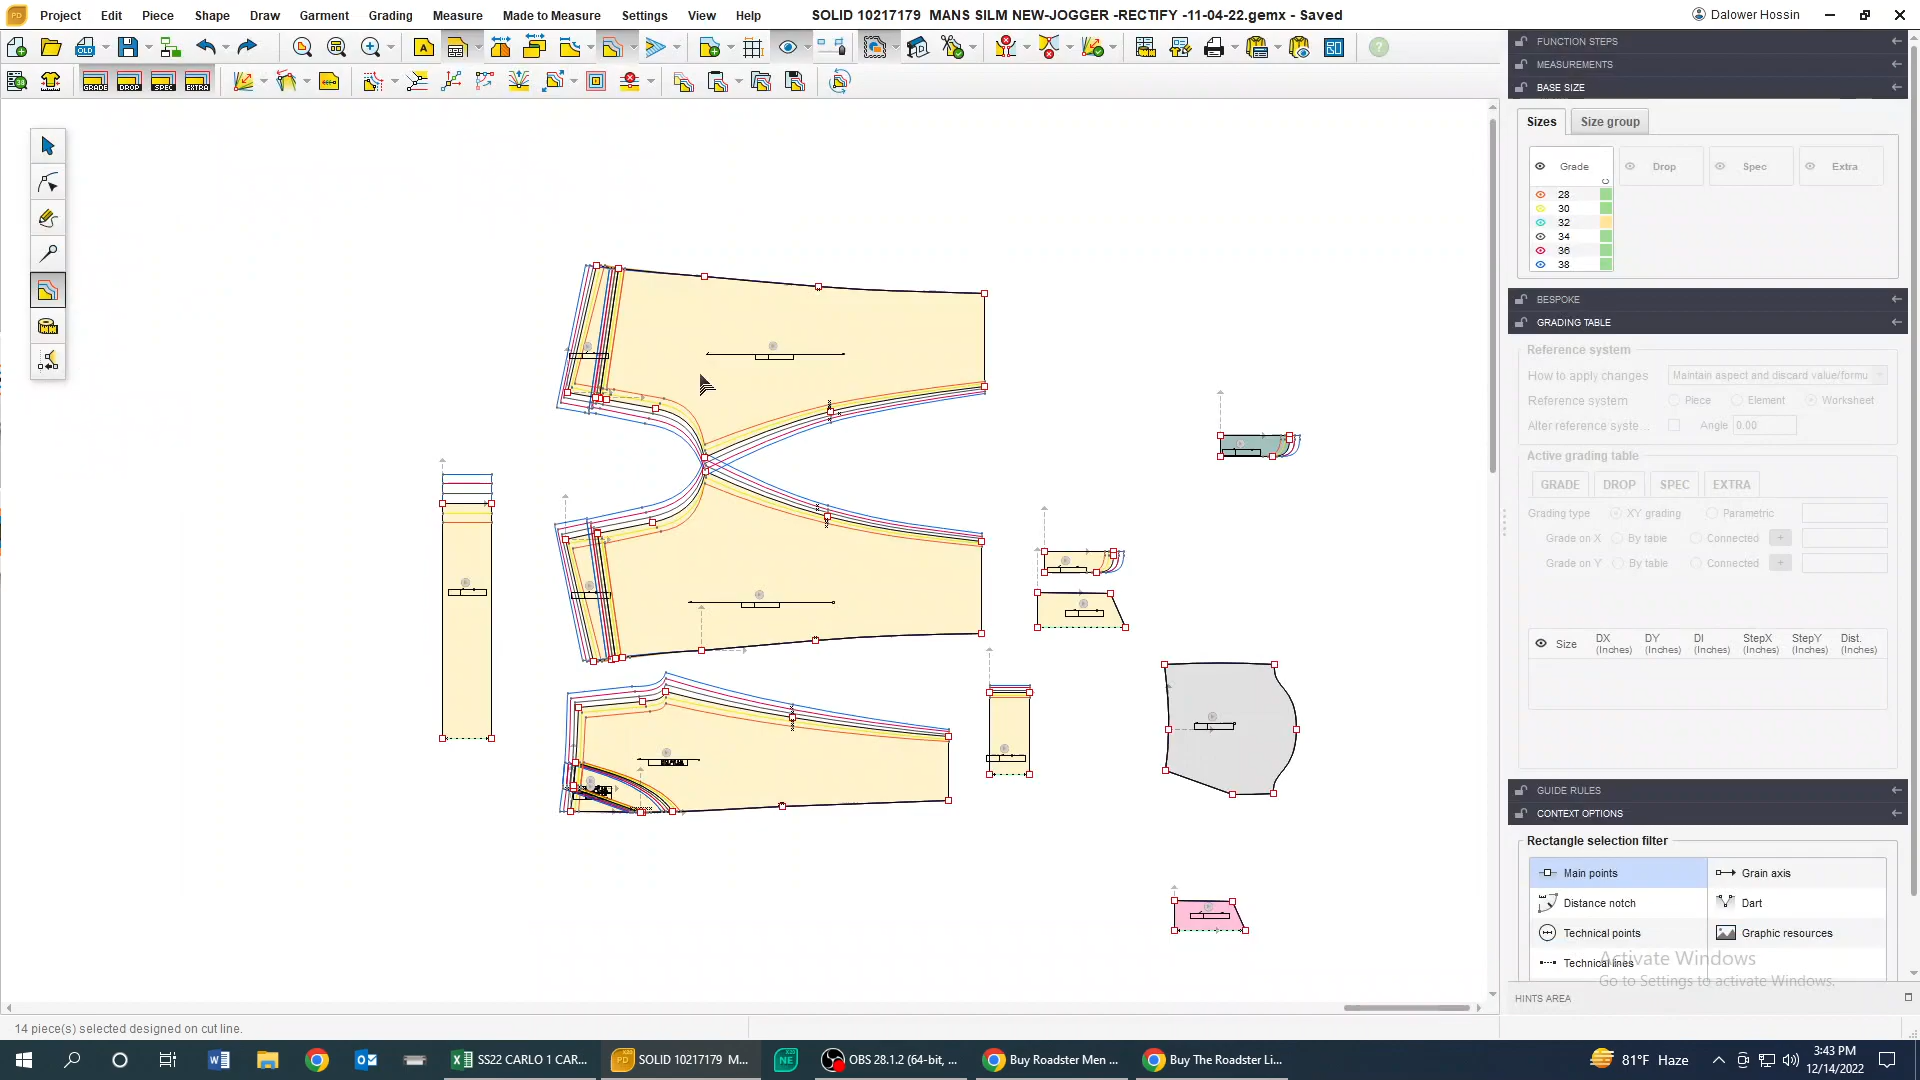 Project Edit Piece Shape Draw Garment Grading Measure Made to Measure Settings View Help
SOLID 10217179 MANS SILM NEW-JOGGER -RECTIFY -11-04-22.gemx - Saved
Dalower Hossin
OLD
GRADE DROP SPEC EXTRA
FUNCTION STEPS
MEASUREMENTS
BASE SIZE
Sizes Size group
Grade Drop Spec Extra
C
28
30
32
34
36
38
BESPOKE
GRADING TABLE
Reference system
How to apply changes Maintain aspect and discard value/formu
Reference system Piece Element Worksheet
Alter reference syste... Angle 0.00
Active grading table
GRADE DROP SPEC EXTRA
Grading type XY grading Parametric
Grade on X By table Connected +
Grade on Y By table Connected +
Size DX (Inches) DY (Inches) DI (Inches) StepX (Inches) StepY (Inches) Dist. (Inches)
GUIDE RULES
CONTEXT OPTIONS
Rectangle selection filter
Main points Grain axis
Distance notch Dart
Technical points Graphic resources
Technical lines
Activate Windows
Go to Settings to activate Windows.
HINTS AREA
14 piece(s) selected designed on cut line.
SS22 CARLO 1 CAR...
SOLID 10217179 M...
NE
OBS 28.1.2 (64-bit, ...
Buy Roadster Men ...
Buy The Roadster Li...
81°F Haze
3:43 PM
12/14/2022